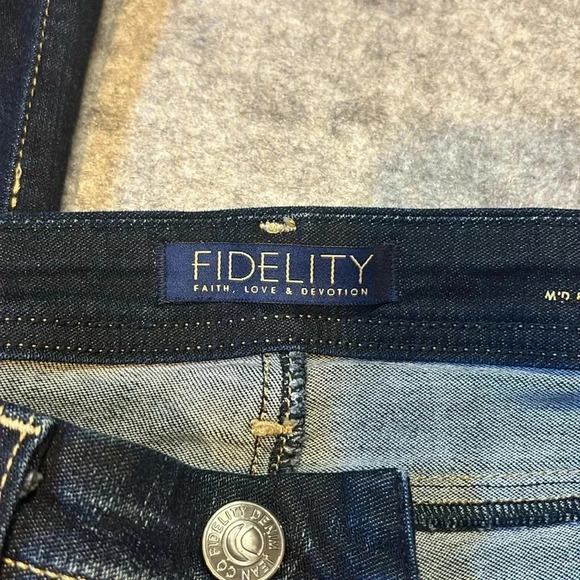 FIDELITY
FAITH, LOVE & DEVOTION
FIDELITY DENIM JEAN CO